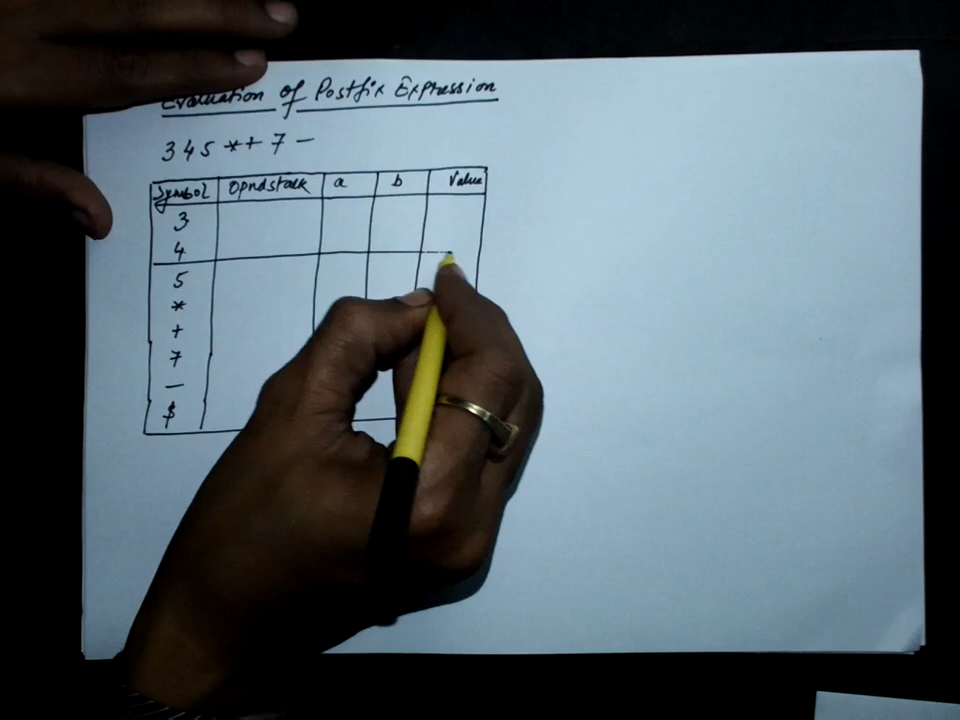 Evaluation of Postfix Expression
3 4 5 * + 7 -
Symbol Opndstack a b Value
3
4
5
*
+
7
-
$